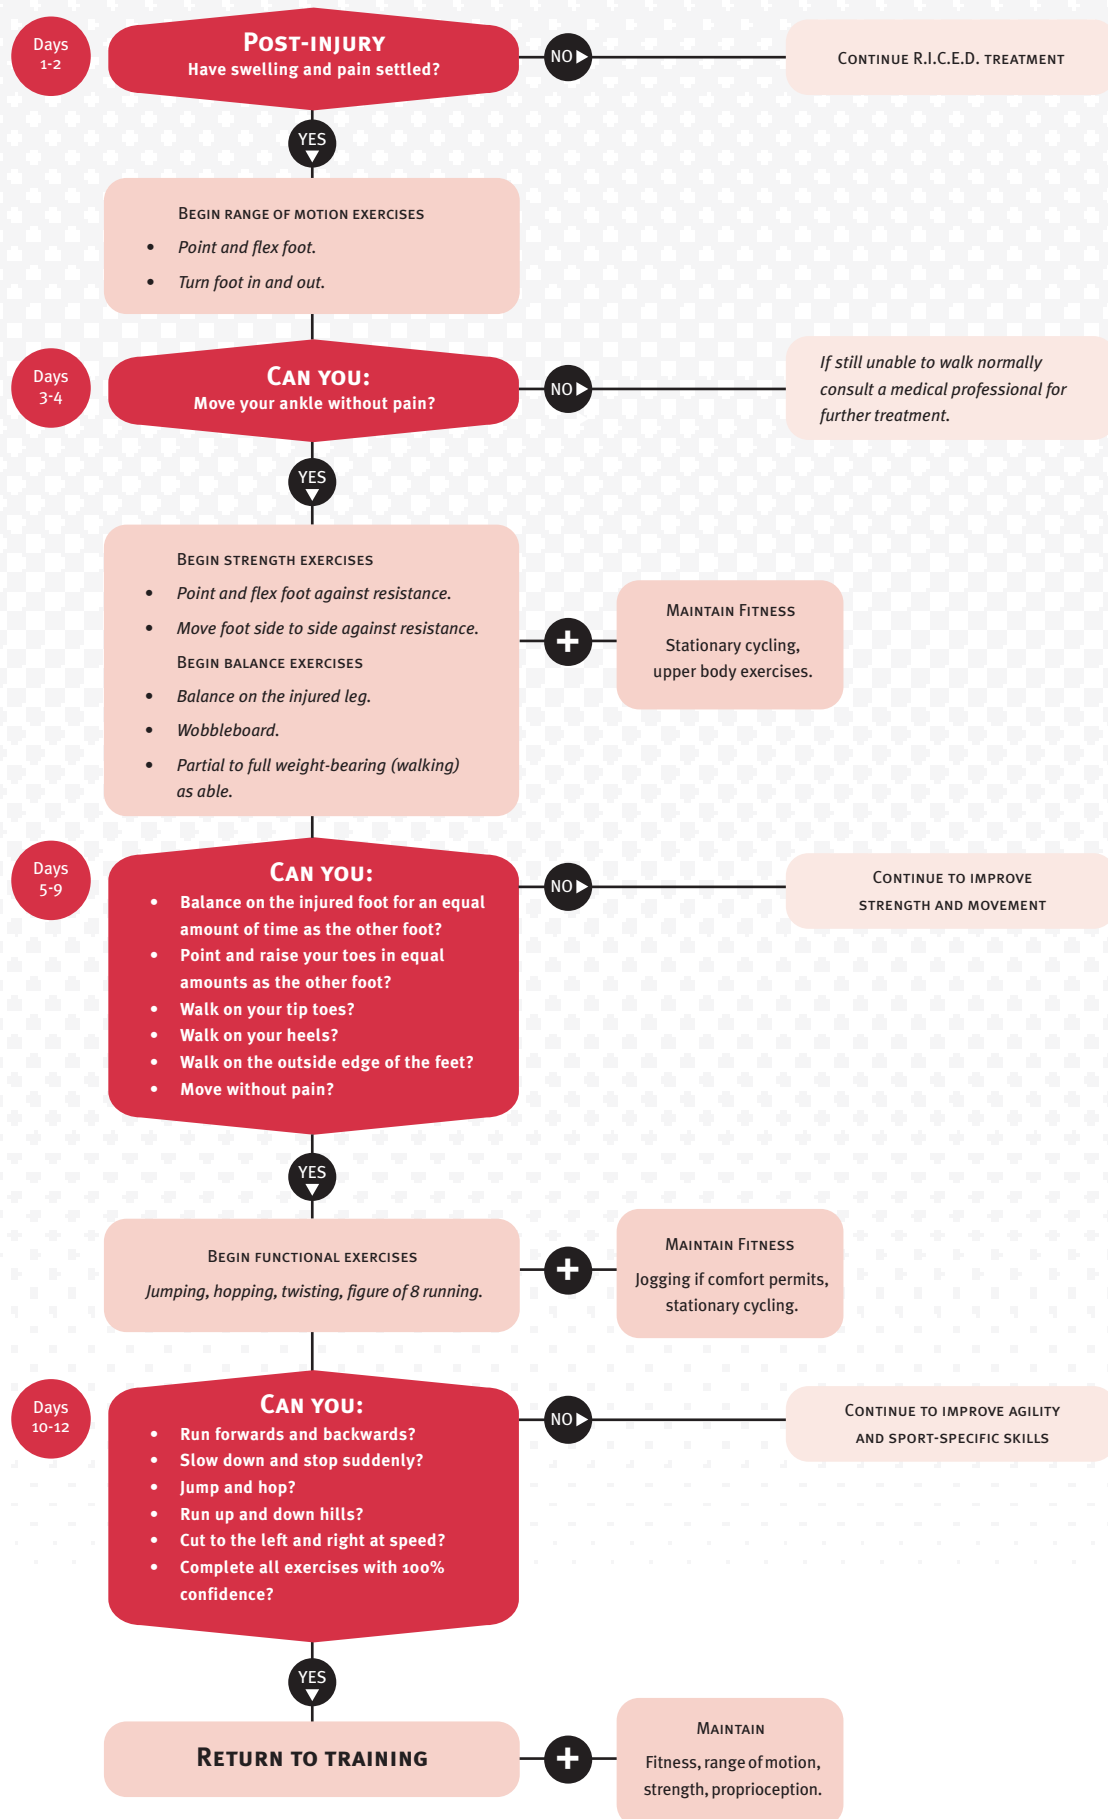 Days
1-2
POST-INJURY
Have swelling and pain settled?
NO
CONTINUE R.I.C.E.D. TREATMENT
YES
BEGIN RANGE OF MOTION EXERCISES
• Point and flex foot.
• Turn foot in and out.
Days
3-4
CAN YOU:
Move your ankle without pain?
NO
If still unable to walk normally
consult a medical professional for
further treatment.
YES
BEGIN STRENGTH EXERCISES
• Point and flex foot against resistance.
• Move foot side to side against resistance.
BEGIN BALANCE EXERCISES
• Balance on the injured leg.
• Wobbleboard.
• Partial to full weight-bearing (walking)
as able.
+
MAINTAIN FITNESS
Stationary cycling,
upper body exercises.
Days
5-9
CAN YOU:
• Balance on the injured foot for an equal
amount of time as the other foot?
• Point and raise your toes in equal
amounts as the other foot?
• Walk on your tip toes?
• Walk on your heels?
• Walk on the outside edge of the feet?
• Move without pain?
NO
CONTINUE TO IMPROVE
STRENGTH AND MOVEMENT
YES
BEGIN FUNCTIONAL EXERCISES
Jumping, hopping, twisting, figure of 8 running.
+
MAINTAIN FITNESS
Jogging if comfort permits,
stationary cycling.
Days
10-12
CAN YOU:
• Run forwards and backwards?
• Slow down and stop suddenly?
• Jump and hop?
• Run up and down hills?
• Cut to the left and right at speed?
• Complete all exercises with 100%
confidence?
NO
CONTINUE TO IMPROVE AGILITY
AND SPORT-SPECIFIC SKILLS
YES
RETURN TO TRAINING
+
MAINTAIN
Fitness, range of motion,
strength, proprioception.